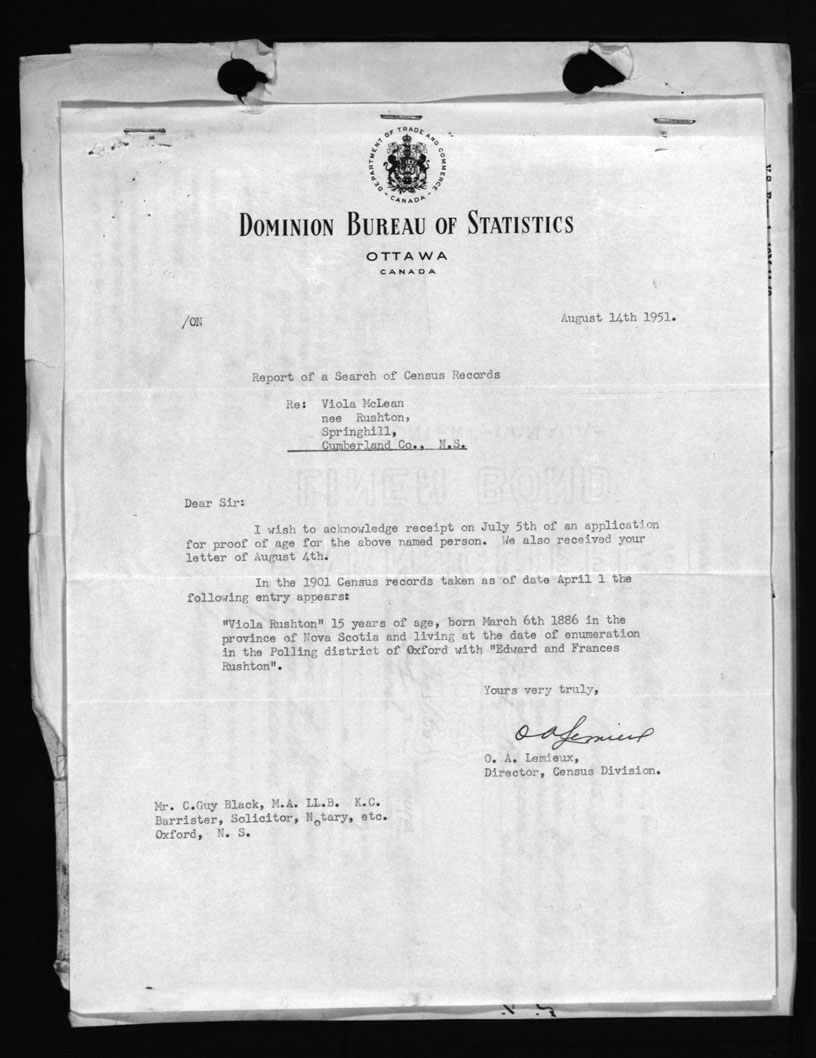 DEPARTMENT OF TRADE AND COMMERCE
- CANADA -
DOMINION BUREAU OF STATISTICS
OTTAWA
CANADA
/ON
August 14th 1951.
Report of a Search of Census Records
Re: Viola McLean
nee Rushton,
Springhill,
Cumberland Co., N.S.
LINEN BOND
Dear Sir:
I wish to acknowledge receipt on July 5th of an application
for proof of age for the above named person. We also received your
letter of August 4th.
In the 1901 Census records taken as of date April 1 the
following entry appears:
"Viola Rushton" 15 years of age, born March 6th 1886 in the
province of Nova Scotia and living at the date of enumeration
in the Polling district of Oxford with "Edward and Frances
Rushton".
Yours very truly,
O A Lemieux
O. A. Lemieux,
Director, Census Division.
Mr. C.Guy Black, M.A. LL.B. K.C.
Barrister, Solicitor, Notary, etc.
Oxford, N. S.